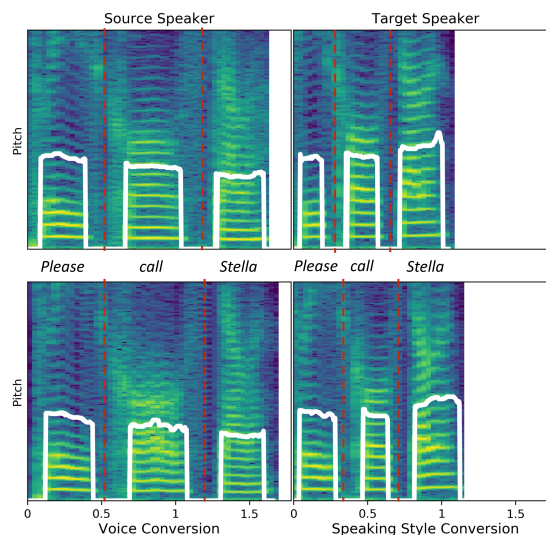 Source Speaker
Target Speaker
Pitch
Please call Stella
Please call Stella
Pitch
0 0.5 1 1.5
0 0.5 1 1.5
Voice Conversion
Speaking Style Conversion